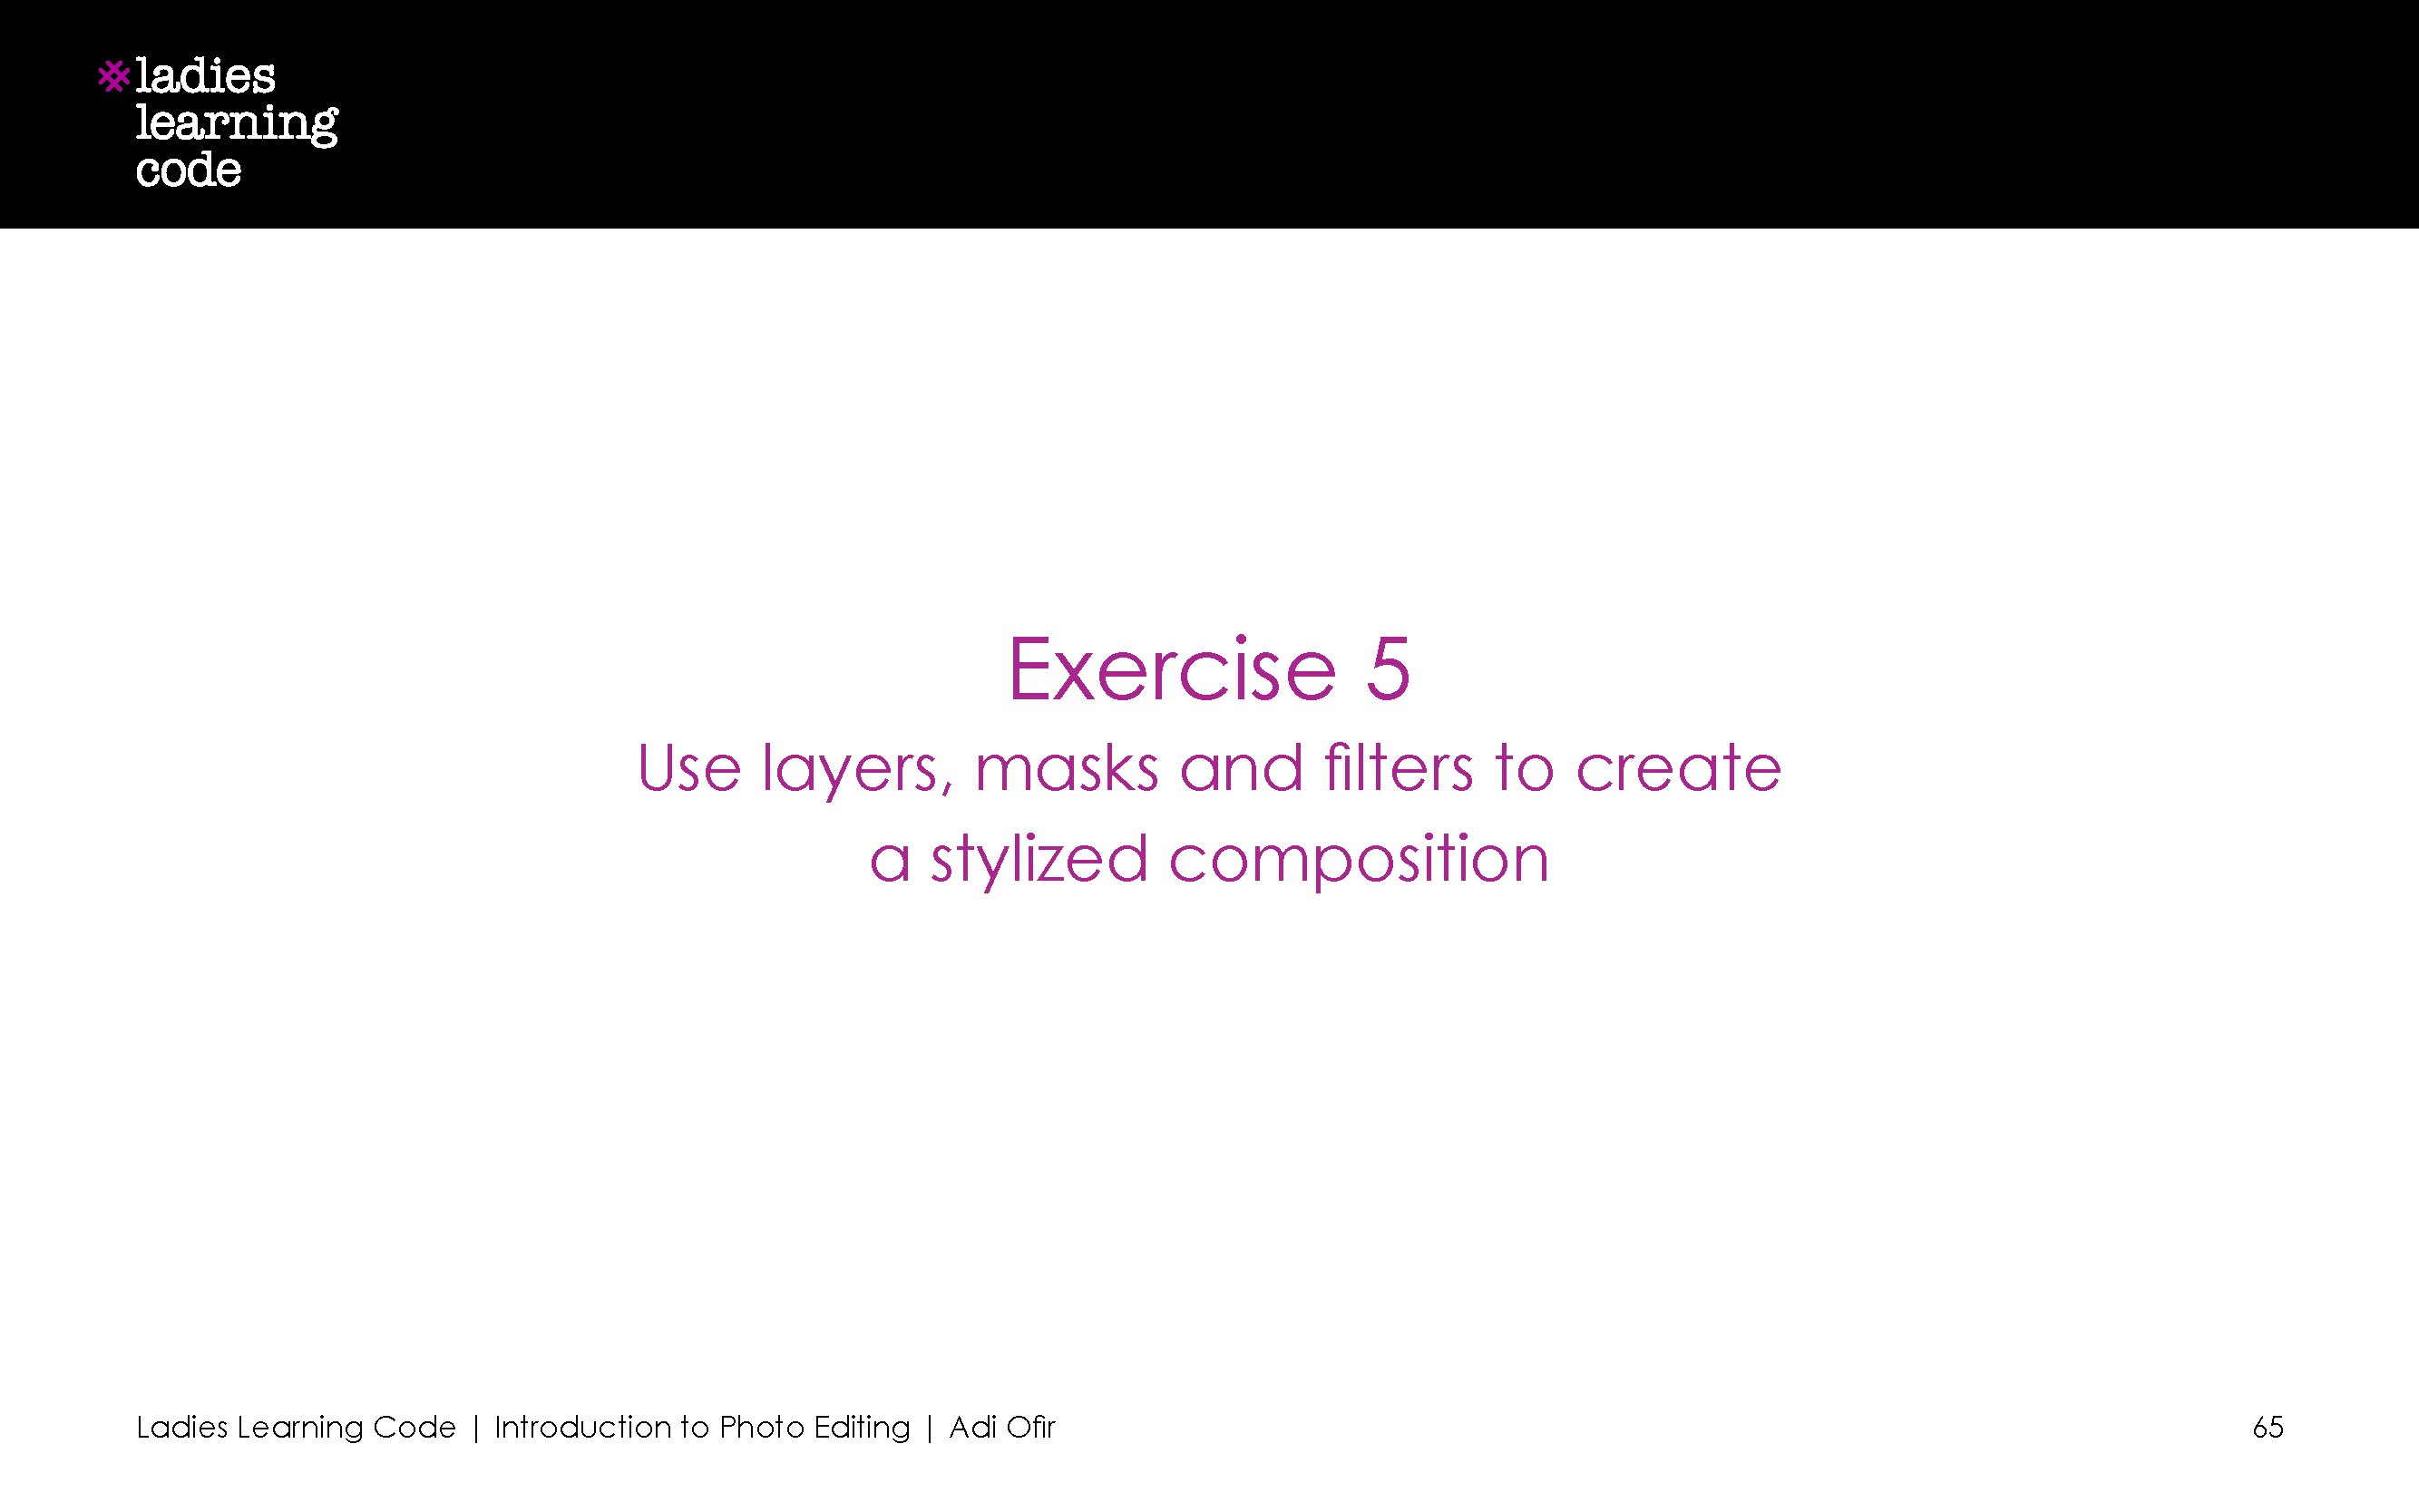 ladies
learning
code
Exercise 5
Use layers, masks and filters to create
a stylized composition
Ladies Learning Code | Introduction to Photo Editing | Adi Ofir
65